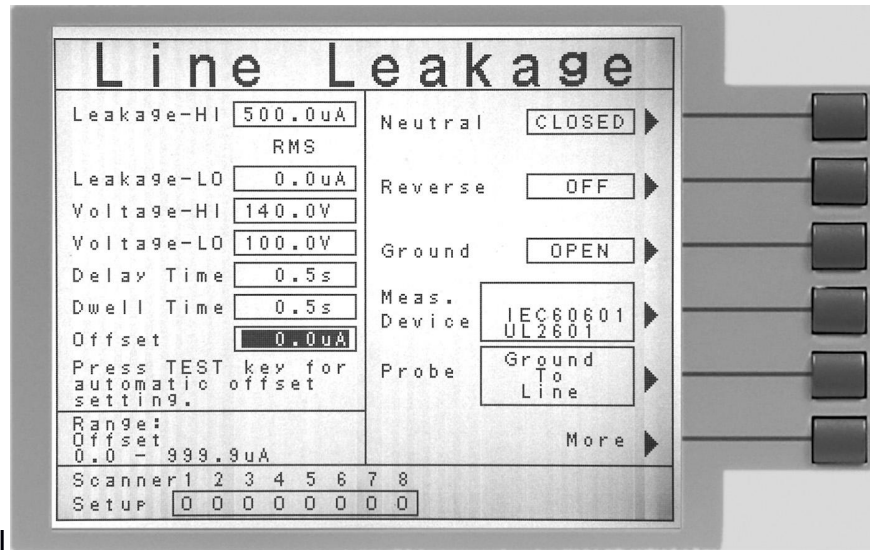 Line Leakage
Leakage-HI 500.0uA
RMS
Leakage-LO 0.0uA
Voltage-HI 140.0V
Voltage-LO 100.0V
Delay Time 0.5s
Dwell Time 0.5s
Offset 0.0uA
Press TEST key for
automatic offset
setting.
Range:
Offset
0.0 - 999.9uA
Neutral CLOSED
Reverse OFF
Ground OPEN
Meas.
Device IEC60601
UL2601
Probe Ground
To
Line
More
Scanner 1 2 3 4 5 6 7 8
Setup 0 0 0 0 0 0 0 0